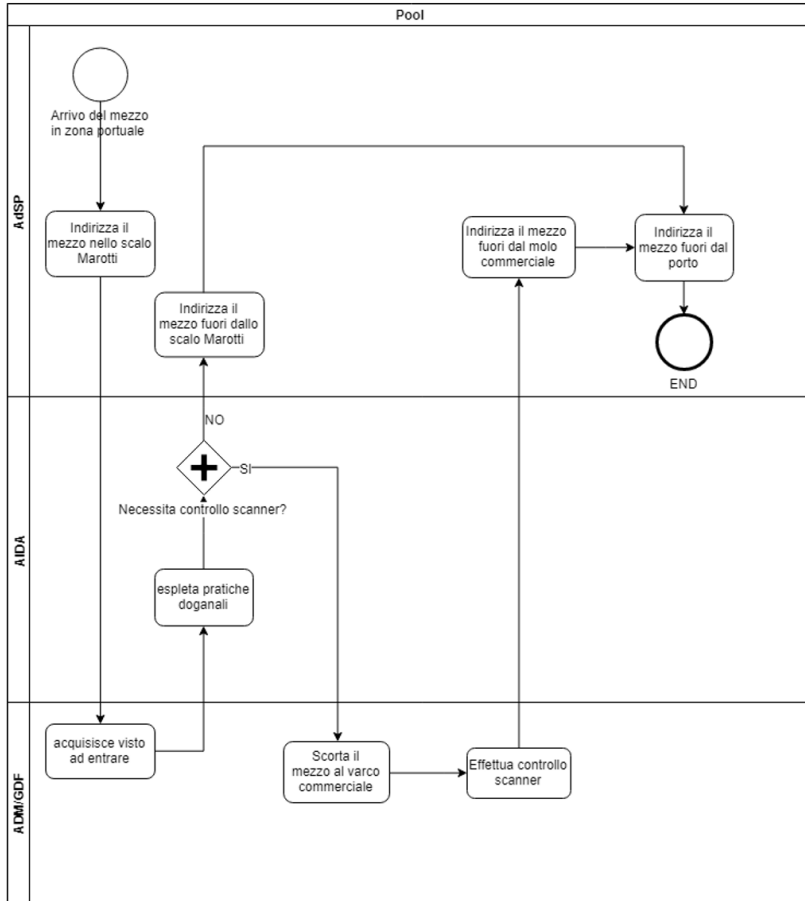 Pool
AdSP
Arrivo del mezzo
in zona portuale
Indirizza il
mezzo nello scalo
Marotti
Indirizza il
mezzo fuori dallo
scalo Marotti
Indirizza il mezzo
fuori dal molo
commerciale
Indirizza il
mezzo fuori dal
porto
END
AIDA
NO
SI
Necessita controllo scanner?
espleta pratiche
doganali
ADM/GDF
acquisisce visto
ad entrare
Scorta il
mezzo al varco
commerciale
Effettua controllo
scanner